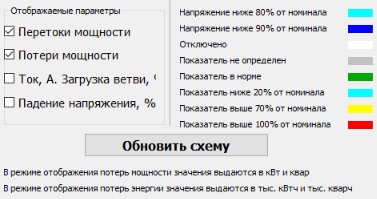 Отображаемые параметры
Перетоки мощности
Потери мощности
Ток, А. Загрузка ветви, %
Падение напряжения, %
Напряжение ниже 80% от номинала
Напряжение ниже 90% от номинала
Отключено
Показатель не определен
Показатель в норме
Показатель ниже 20% от номинала
Показатель выше 70% от номинала
Показатель выше 100% от номинала
Обновить схему
В режиме отображения потерь мощности значения выдаются в кВт и квар
В режиме отображения потерь энергии значения выдаются в тыс. кВтч и тыс. кварч